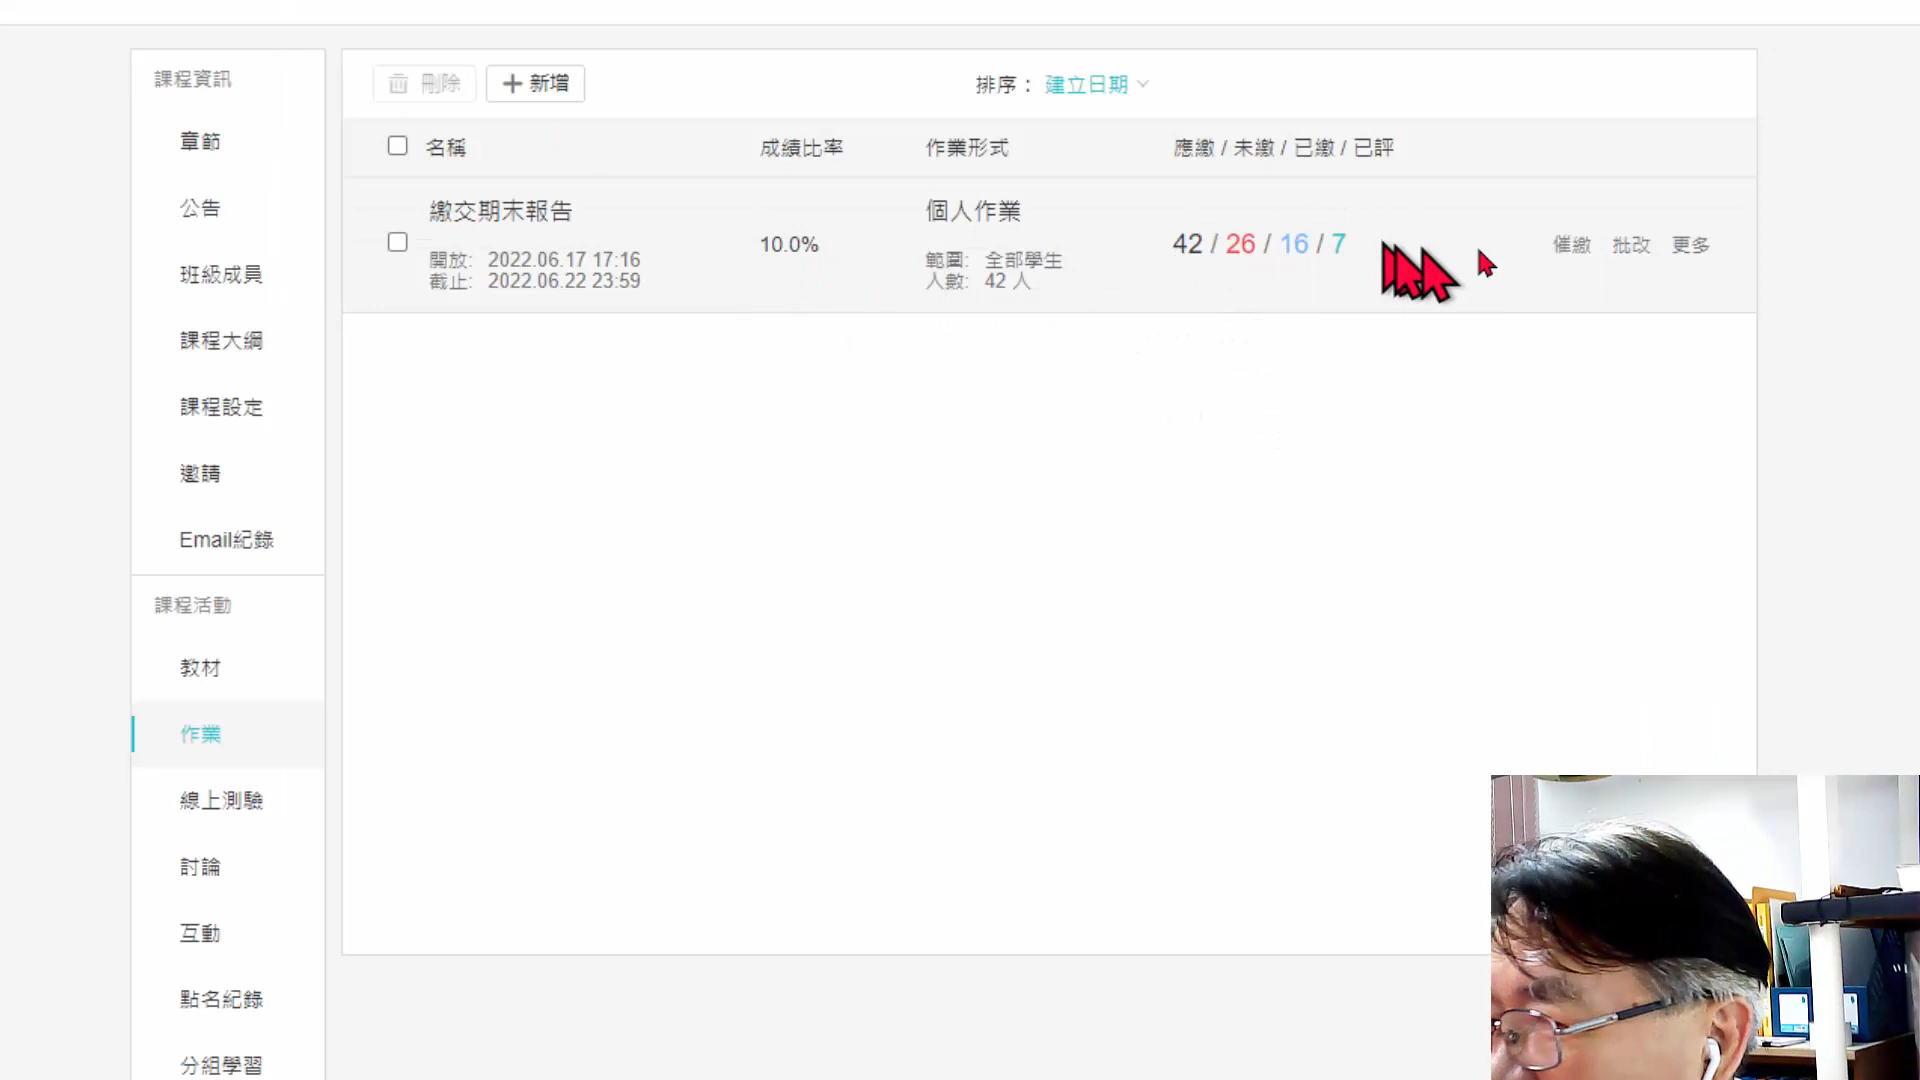 課程資訊
章節
公告
班級成員
課程大綱
課程設定
邀請
Email紀錄
課程活動
教材
作業
線上測驗
討論
互動
點名紀錄
分組學習
刪除 新增 排序： 建立日期
名稱 成績比率 作業形式 應繳 / 未繳 / 已繳 / 已評
繳交期末報告 個人作業
10.0% 42 / 26 / 16 / 7 催繳 批改 更多
開放: 2022.06.17 17:16 範圍: 全部學生
截止: 2022.06.22 23:59 人數: 42 人